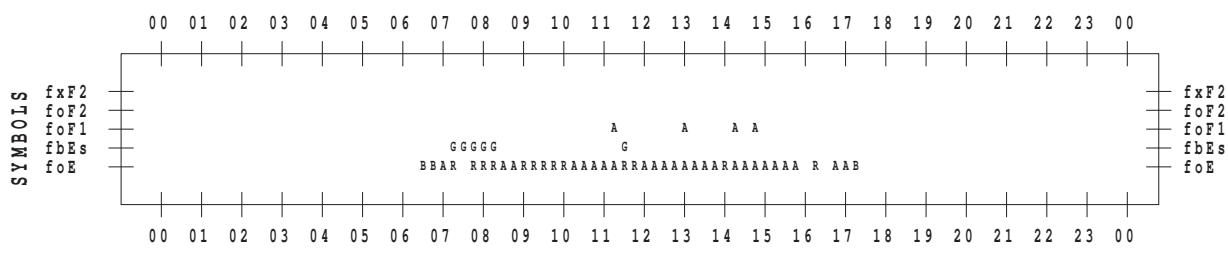 00 01 02 03 04 05 06 07 08 09 10 11 12 13 14 15 16 17 18 19 20 21 22 23 00
SYMBOLS
fxF2 fxF2
foF2 foF2
foF1 A A A A foF1
fbEs GGGGG G fbEs
foE BBAR RRRAARRRRRAAAAARRAAAAAAAARAAAAAAA R AAB foE
00 01 02 03 04 05 06 07 08 09 10 11 12 13 14 15 16 17 18 19 20 21 22 23 00